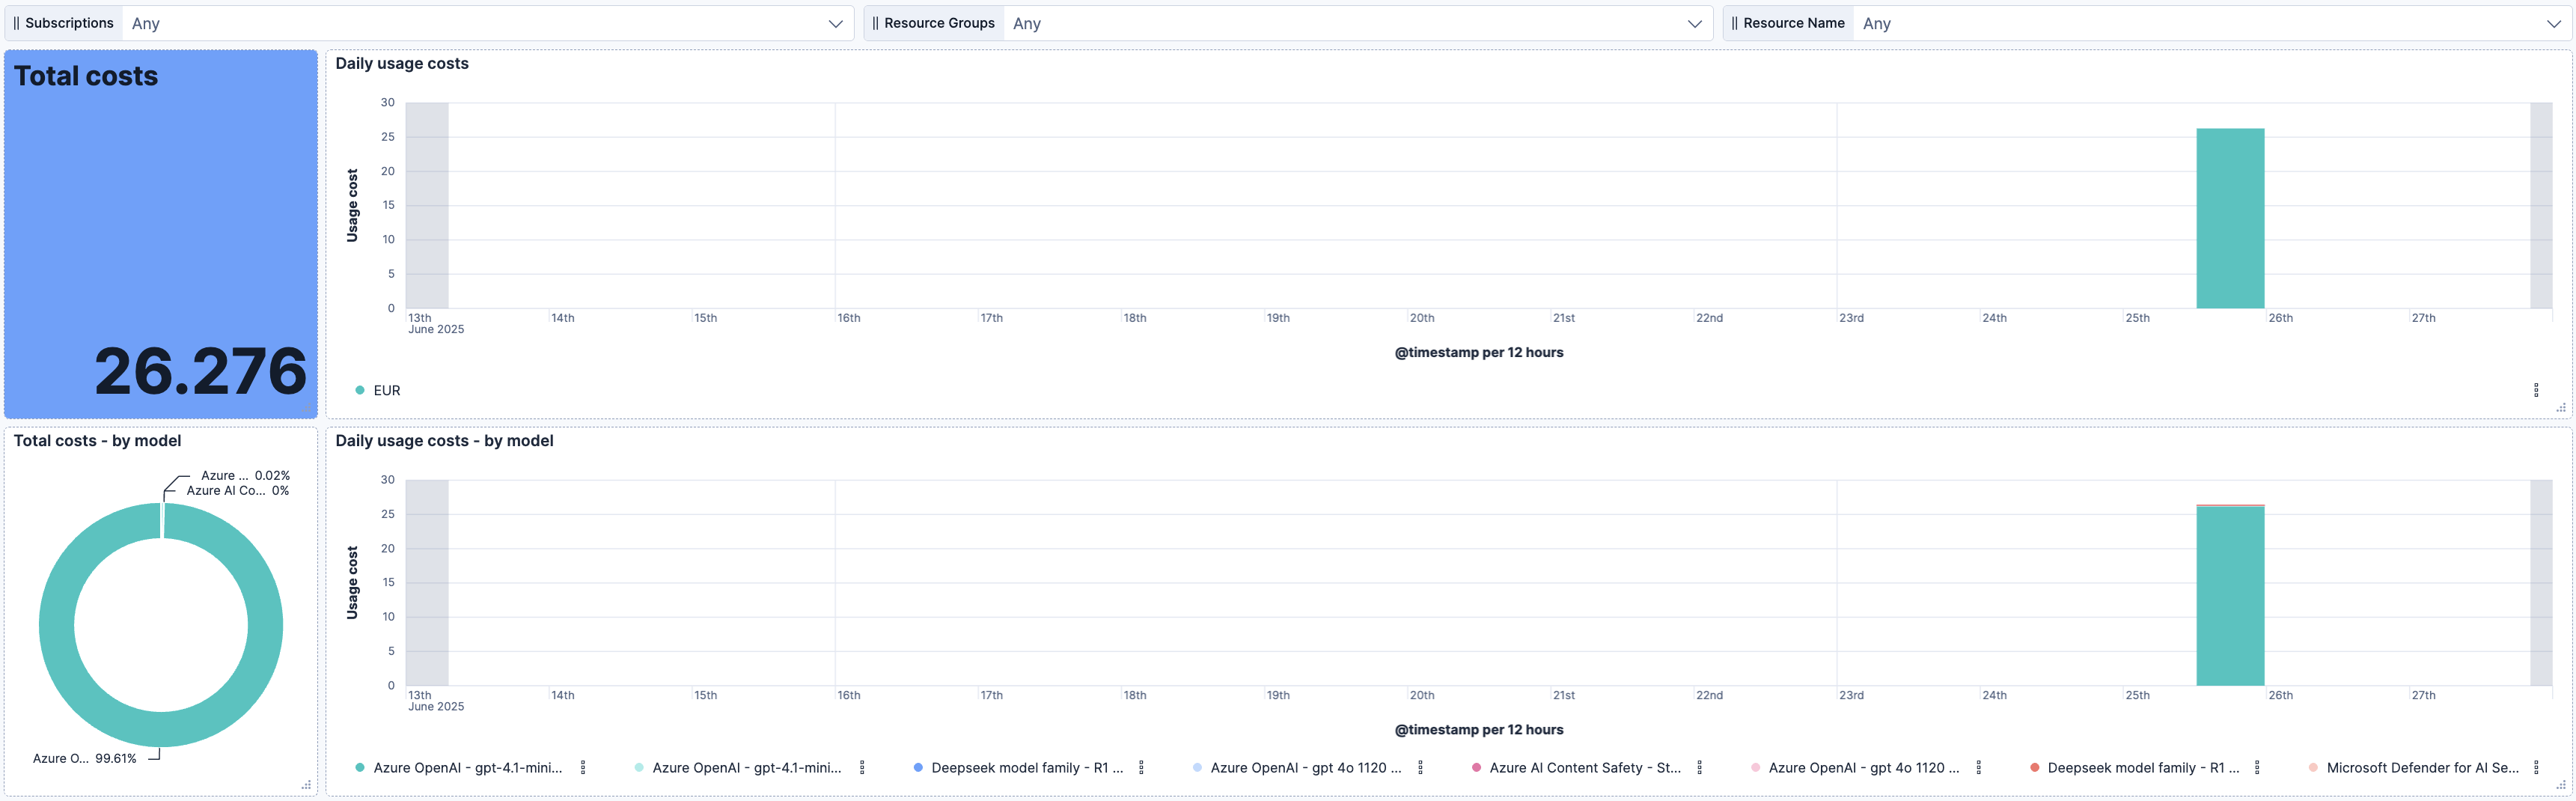 Subscriptions Any
Resource Groups Any
Resource Name Any
Total costs
26.276
Daily usage costs
Usage cost
30
25
20
15
10
5
0
13th 14th 15th 16th 17th 18th 19th 20th 21st 22nd 23rd 24th 25th 26th 27th
June 2025
@timestamp per 12 hours
EUR
Total costs - by model
Azure ... 0.02%
Azure AI Co... 0%
Azure O... 99.61%
Daily usage costs - by model
Usage cost
30
25
20
15
10
5
0
13th 14th 15th 16th 17th 18th 19th 20th 21st 22nd 23rd 24th 25th 26th 27th
June 2025
@timestamp per 12 hours
Azure OpenAI - gpt-4.1-mini... Azure OpenAI - gpt-4.1-mini... Deepseek model family - R1 ... Azure OpenAI - gpt 4o 1120 ... Azure AI Content Safety - St... Azure OpenAI - gpt 4o 1120 ... Deepseek model family - R1 ... Microsoft Defender for AI Se...